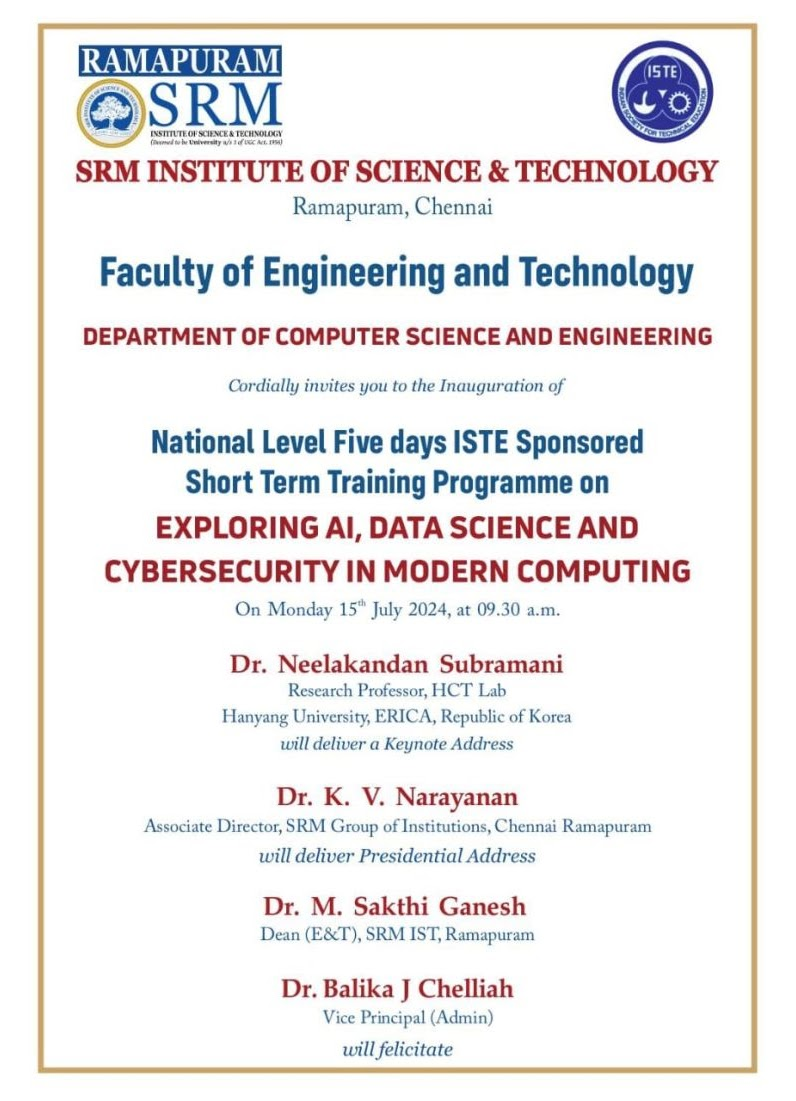 RAMAPURAM
SRM
INSTITUTE OF SCIENCE & TECHNOLOGY
(Deemed to be University u/s 3 of UGC Act, 1956)
ISTE
INDIAN SOCIETY FOR TECHNICAL EDUCATION
SRM INSTITUTE OF SCIENCE & TECHNOLOGY
Ramapuram, Chennai
Faculty of Engineering and Technology
DEPARTMENT OF COMPUTER SCIENCE AND ENGINEERING
Cordially invites you to the Inauguration of
National Level Five days ISTE Sponsored
Short Term Training Programme on
EXPLORING AI, DATA SCIENCE AND
CYBERSECURITY IN MODERN COMPUTING
On Monday 15th July 2024, at 09.30 a.m.
Dr. Neelakandan Subramani
Research Professor, HCT Lab
Hanyang University, ERICA, Republic of Korea
will deliver a Keynote Address
Dr. K. V. Narayanan
Associate Director, SRM Group of Institutions, Chennai Ramapuram
will deliver Presidential Address
Dr. M. Sakthi Ganesh
Dean (E&T), SRM IST, Ramapuram
Dr. Balika J Chelliah
Vice Principal (Admin)
will felicitate